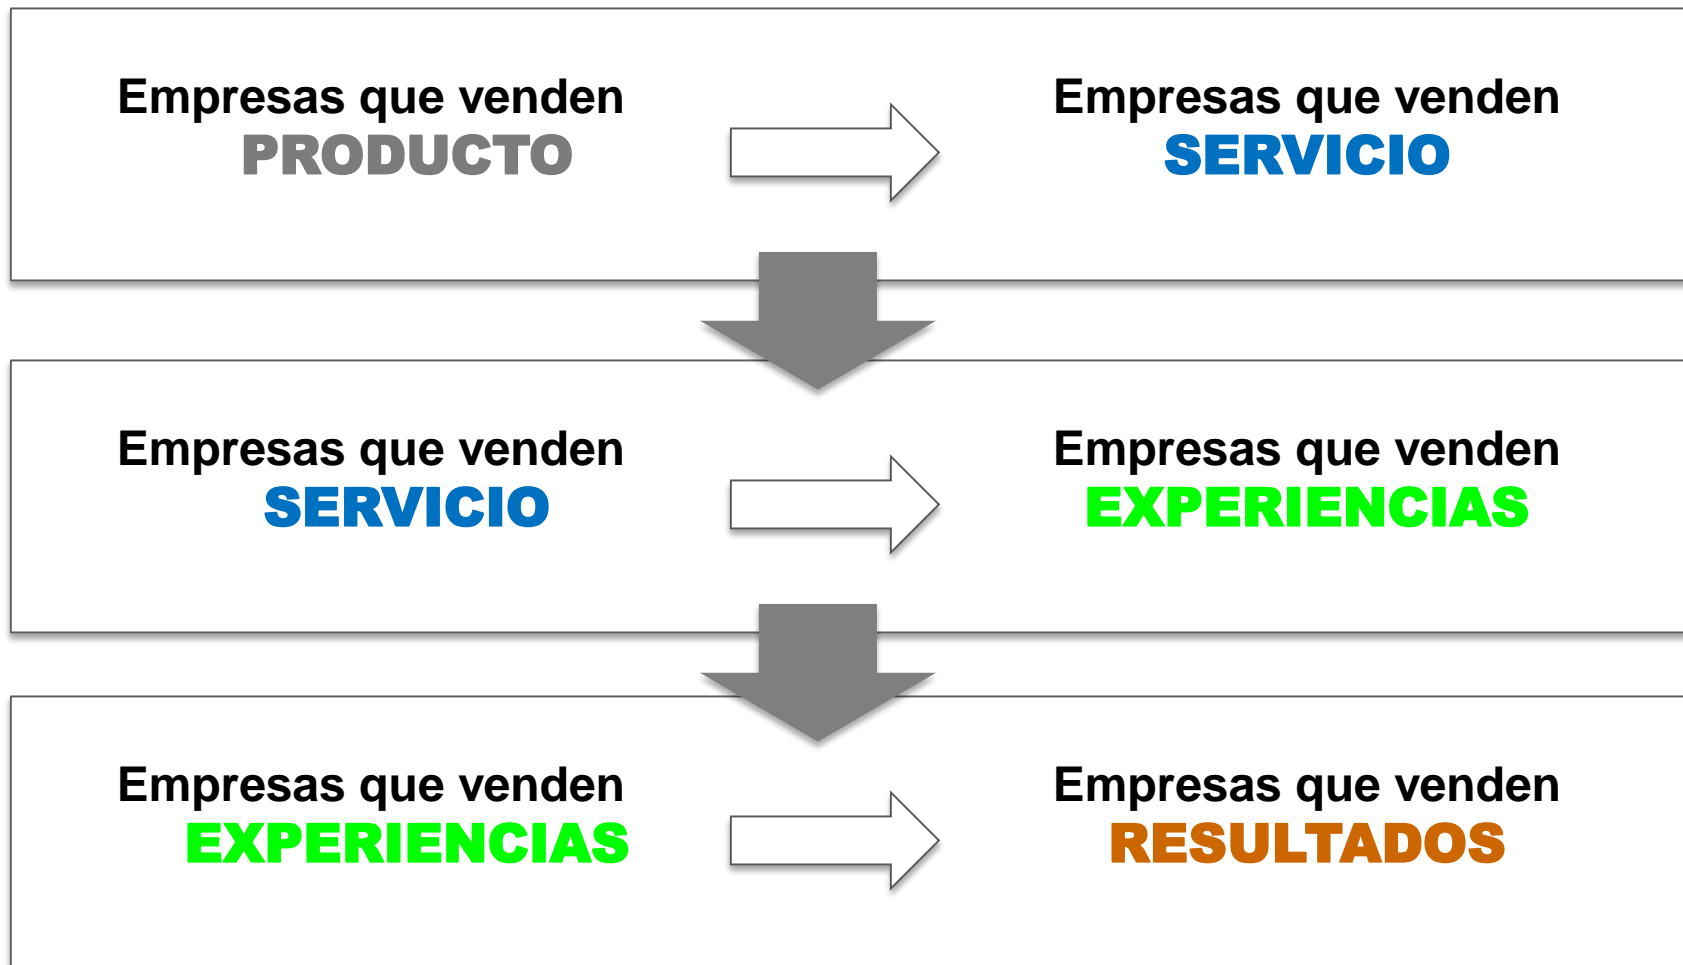 Empresas que venden
PRODUCTO
Empresas que venden
SERVICIO
Empresas que venden
SERVICIO
Empresas que venden
EXPERIENCIAS
Empresas que venden
EXPERIENCIAS
Empresas que venden
RESULTADOS